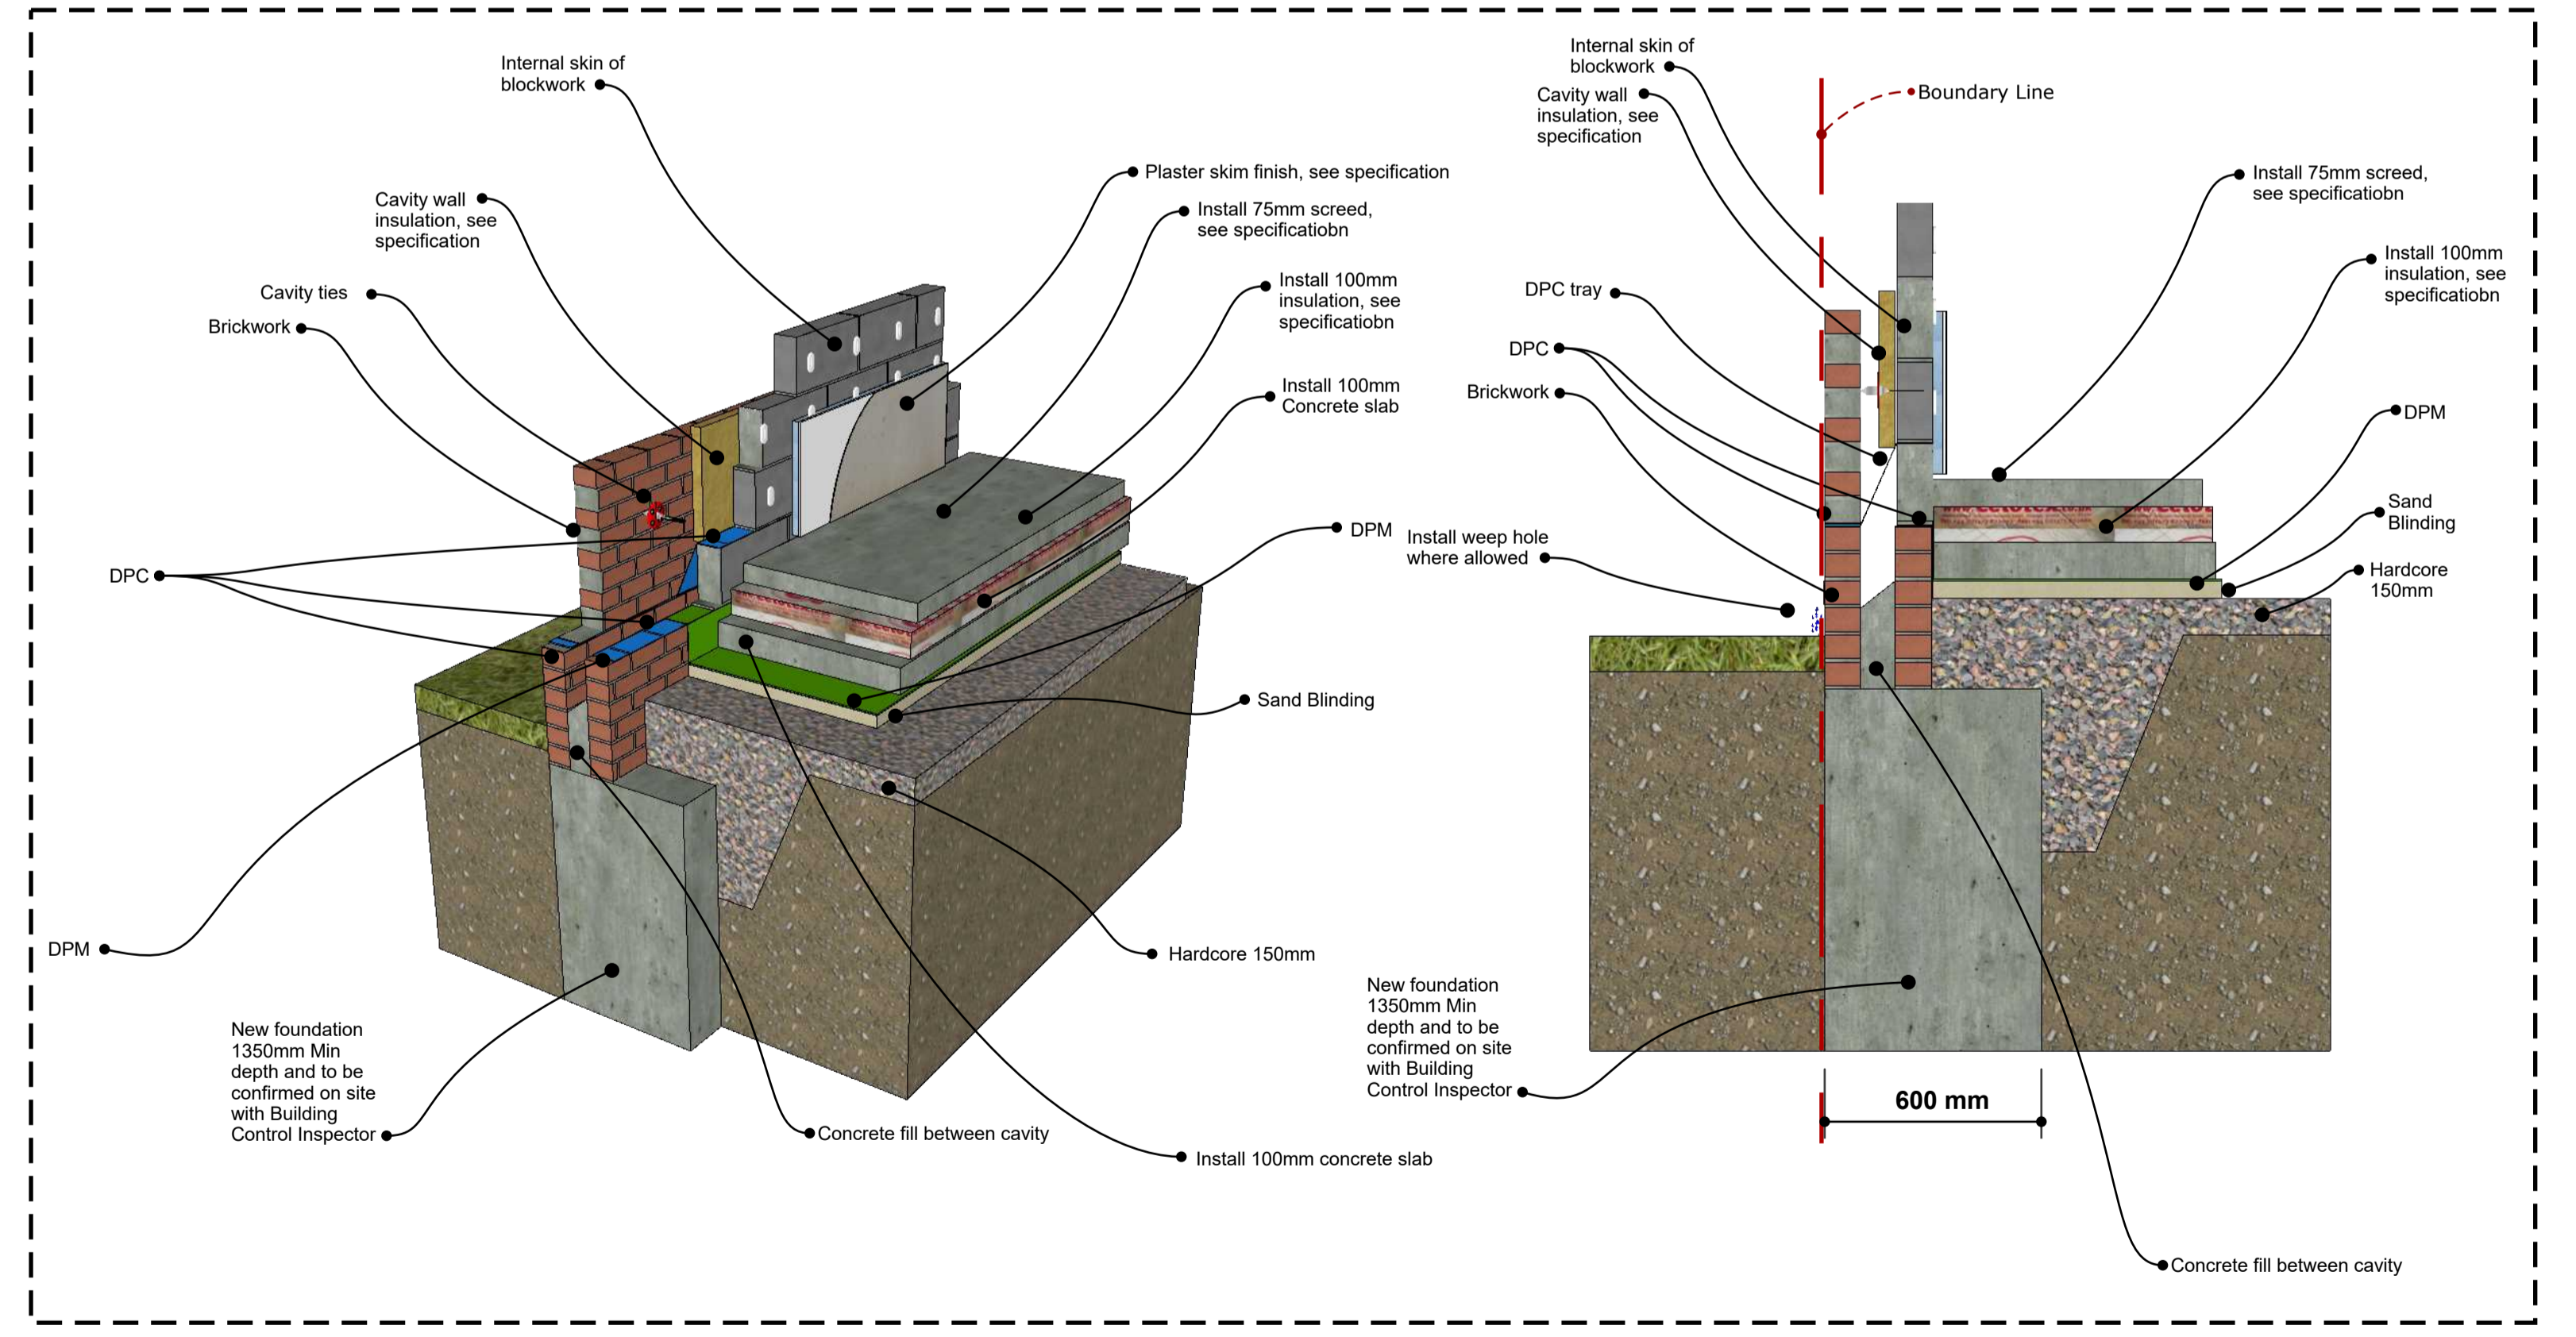 Internal skin of
blockwork
Cavity wall
insulation, see
specification
Cavity ties
Brickwork
DPC
DPM
New foundation
1350mm Min
depth and to be
confirmed on site
with Building
Control Inspector
Plaster skim finish, see specification
Install 75mm screed,
see specificatiobn
Install 100mm
insulation, see
specificatiobn
Install 100mm
Concrete slab
DPM
Sand Blinding
Hardcore 150mm
Concrete fill between cavity
Install 100mm concrete slab
Internal skin of
blockwork
Cavity wall
insulation, see
specification
Boundary Line
DPC tray
DPC
Brickwork
Install weep hole
where allowed
New foundation
1350mm Min
depth and to be
confirmed on site
with Building
Control Inspector
Install 75mm screed,
see specificatiobn
Install 100mm
insulation, see
specificatiobn
DPM
Sand
Blinding
Hardcore
150mm
600 mm
Concrete fill between cavity